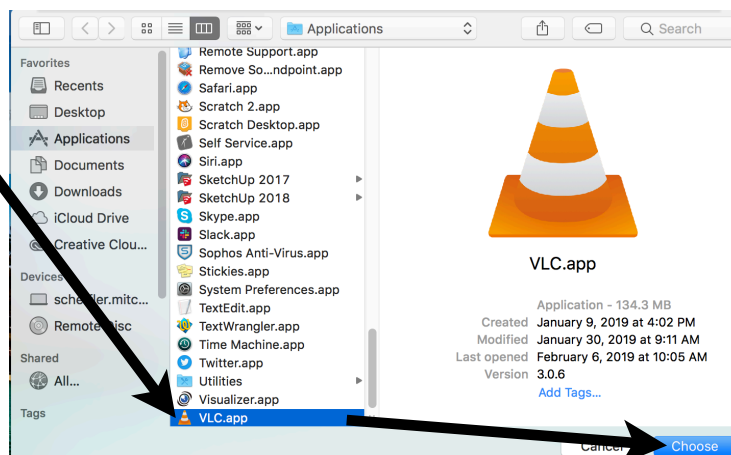 Applications
Search
Favorites
Recents
Desktop
Applications
Documents
Downloads
iCloud Drive
Creative Clou...
Devices
Remote Disc
Shared
All...
Tags
Remote Support.app
Remove So...ndpoint.app
Safari.app
Scratch 2.app
Scratch Desktop.app
Self Service.app
Siri.app
SketchUp 2017
SketchUp 2018
Skype.app
Slack.app
Sophos Anti-Virus.app
Stickies.app
System Preferences.app
TextEdit.app
TextWrangler.app
Time Machine.app
Twitter.app
Utilities
Visualizer.app
VLC.app
VLC.app
Application - 134.3 MB
Created January 9, 2019 at 4:02 PM
Modified January 30, 2019 at 9:11 AM
Last opened February 6, 2019 at 10:05 AM
Version 3.0.6
Add Tags...
Cancel
Choose